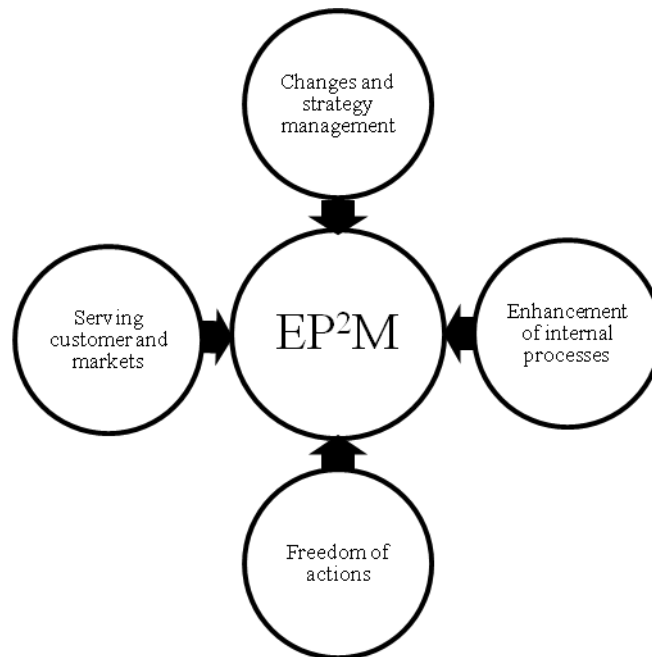 Changes and
strategy
management
Serving
customer and
markets
EP²M
Enhancement
of internal
processes
Freedom of
actions